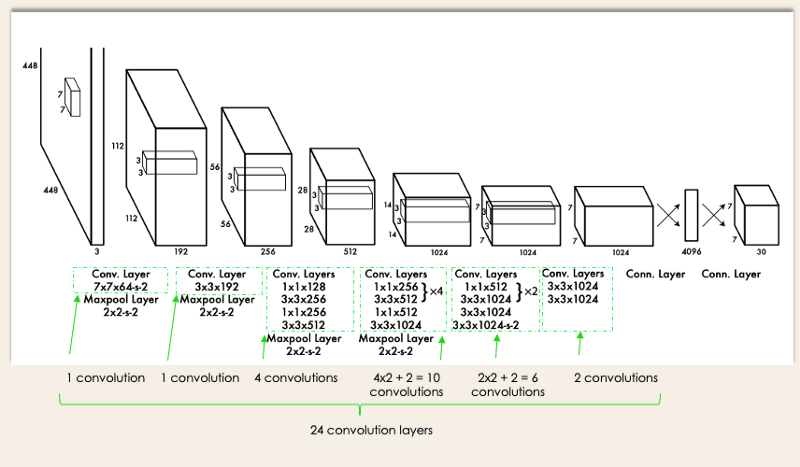 448
7
7
448
3
112
3
3
112
192
56
3
3
56
256
28
3
3
28
512
14
3
3
14
1024
7
3
3
7
1024
7
7
1024
4096
7
7
30
Conv. Layer
7x7x64-s-2
Maxpool Layer
2x2-s-2
Conv. Layer
3x3x192
Maxpool Layer
2x2-s-2
Conv. Layers
1x1x128
3x3x256
1x1x256
3x3x512
Maxpool Layer
2x2-s-2
Conv. Layers
1x1x256
3x3x512
}×4
1x1x512
3x3x1024
Maxpool Layer
2x2-s-2
Conv. Layers
1x1x512
3x3x1024
}×2
3x3x1024
3x3x1024-s-2
Conv. Layers
3x3x1024
3x3x1024
Conn. Layer
Conn. Layer
1 convolution
1 convolution
4 convolutions
4x2 + 2 = 10
convolutions
2x2 + 2 = 6
convolutions
2 convolutions
24 convolution layers